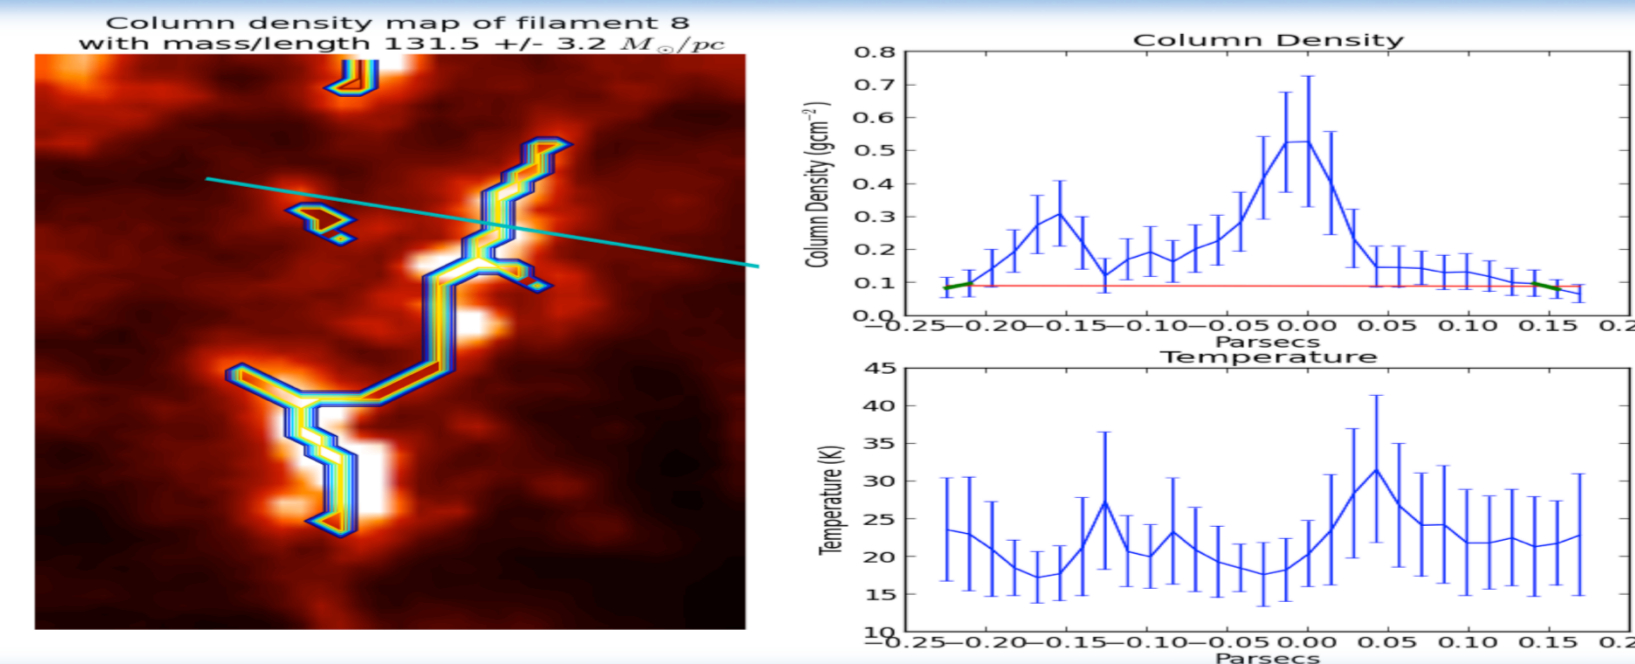 Column density map of filament 8
with mass/length 131.5 +/- 3.2 M⊙/pc
Column Density
Column Density (gcm⁻²)
0.8
0.7
0.6
0.5
0.4
0.3
0.2
0.1
0.0
−0.25 −0.20 −0.15 −0.10 −0.05 0.00 0.05 0.10 0.15 0.2
Parsecs
Temperature
Temperature (K)
45
40
35
30
25
20
15
10
−0.25 −0.20 −0.15 −0.10 −0.05 0.00 0.05 0.10 0.15 0.2
Parsecs